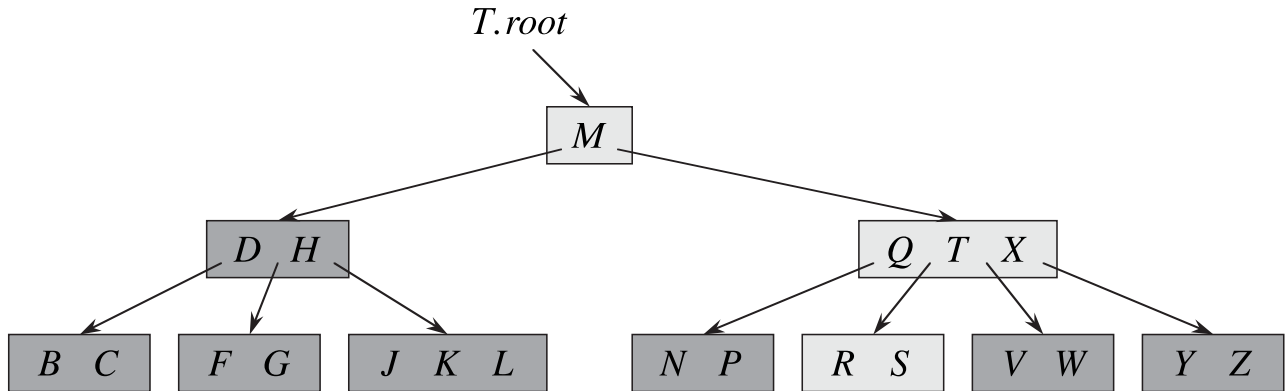 T.root
M
D H
Q T X
B C
F G
J K L
N P
R S
V W
Y Z